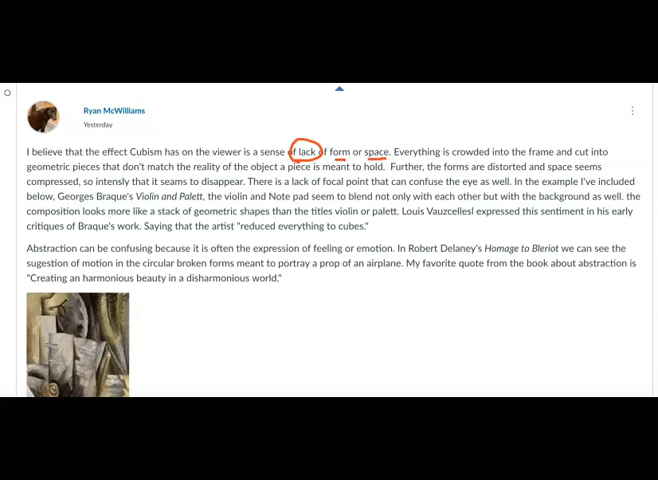 Ryan McWilliams
Yesterday
I believe that the effect Cubism has on the viewer is a sense of lack of form or space. Everything is crowded into the frame and cut into
geometric pieces that don't match the reality of the object a piece is meant to hold.  Further, the forms are distorted and space seems
compressed, so intensly that it seems to disappear. There is a lack of focal point that can confuse the eye as well. In the example I've included
below, Georges Braque's Violin and Palett, the violin and Note pad seem to blend not only with each other but with the background as well. the
composition looks more like a stack of geometric shapes than the titles violin or palett. Louis Vauzcellesl expressed this sentiment in his early
critiques of Braque's work. Saying that the artist "reduced everything to cubes."
Abstraction can be confusing because it is often the expression of feeling or emotion. In Robert Delaney's Homage to Bleriot we can see the
sugestion of motion in the circular broken forms meant to portray a prop of an airplane. My favorite quote from the book about abstraction is
"Creating an harmonious beauty in a disharmonious world."